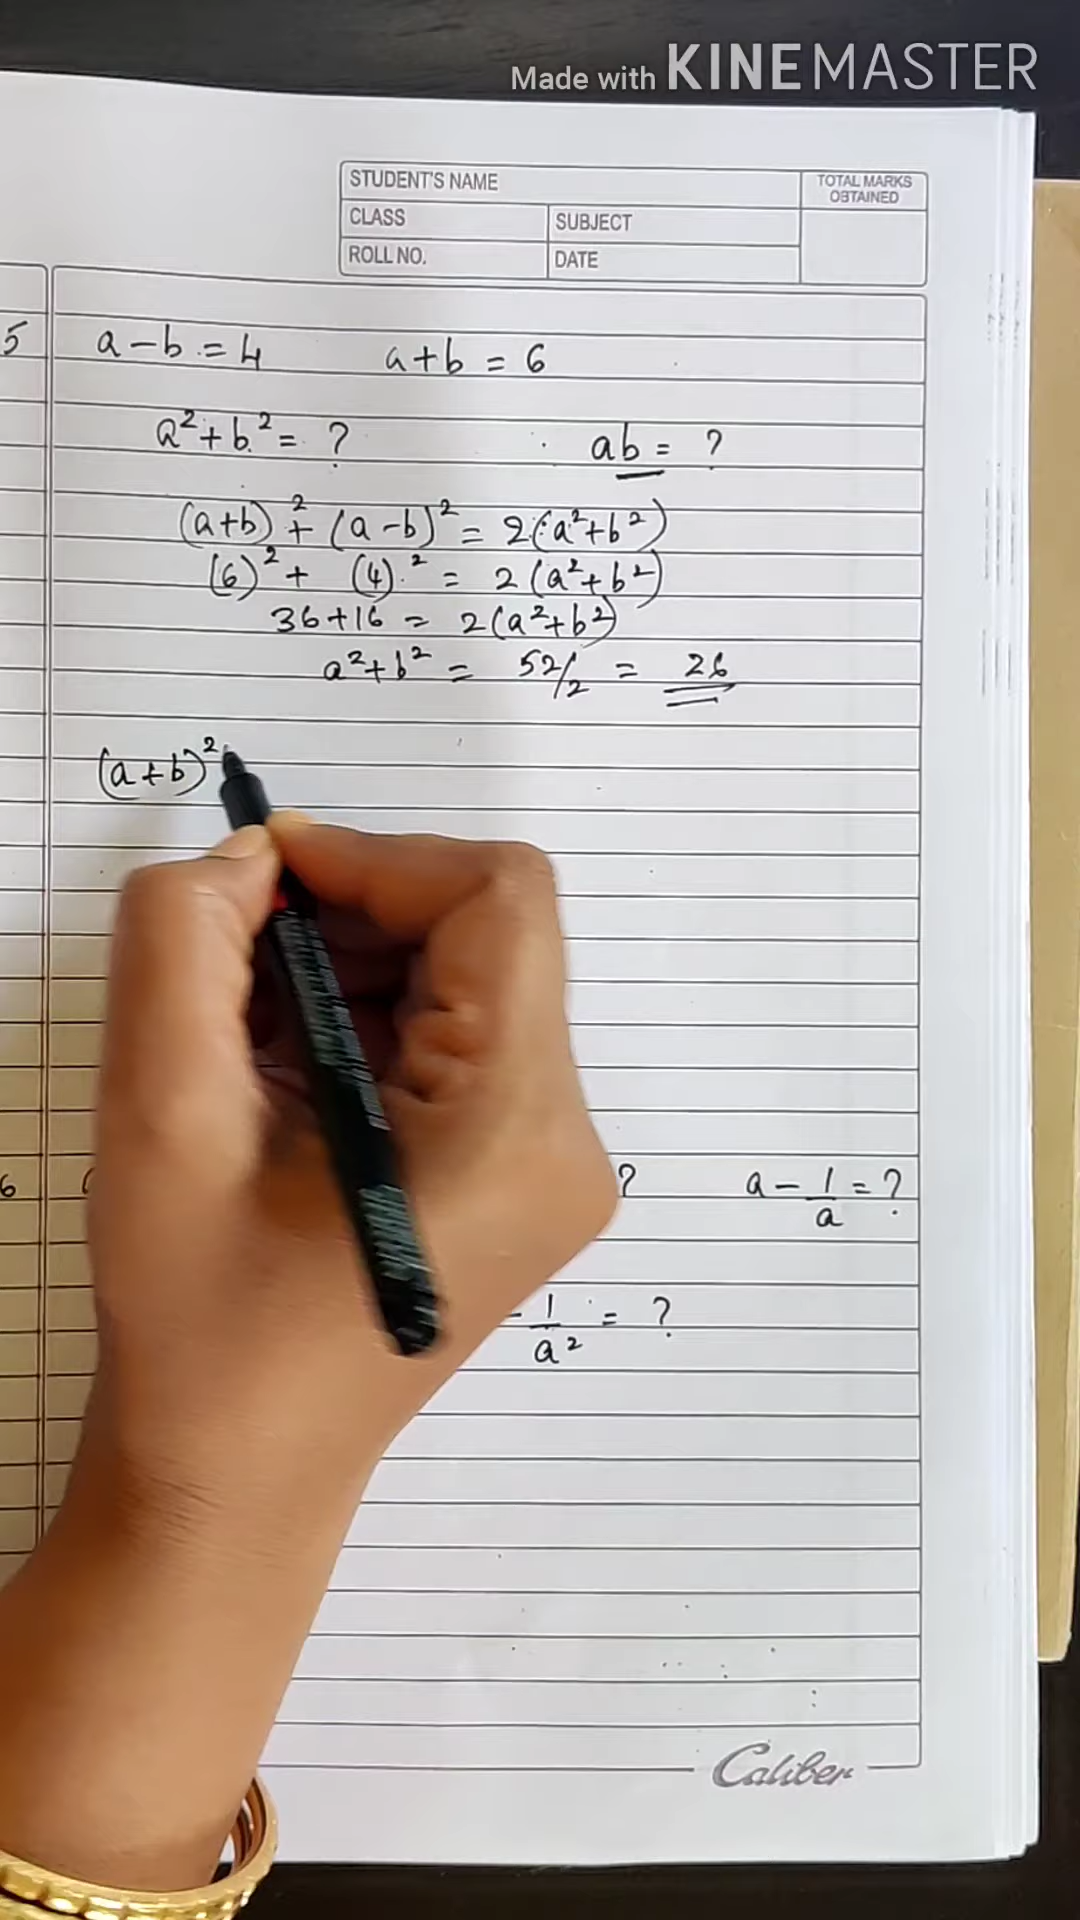 Made with KINEMASTER
STUDENT'S NAME
TOTAL MARKS OBTAINED
CLASS
SUBJECT
ROLL NO.
DATE
5 a - b = 4 a + b = 6
a² + b² = ? ab = ?
(a+b)² + (a-b)² = 2(a²+b²)
(6)² + (4)² = 2(a²+b²)
36+16 = 2(a²+b²)
a²+b² = 52/2 = 26
(a+b)²
6 ? a - 1/a = ?
- 1/a² = ?
Caliber